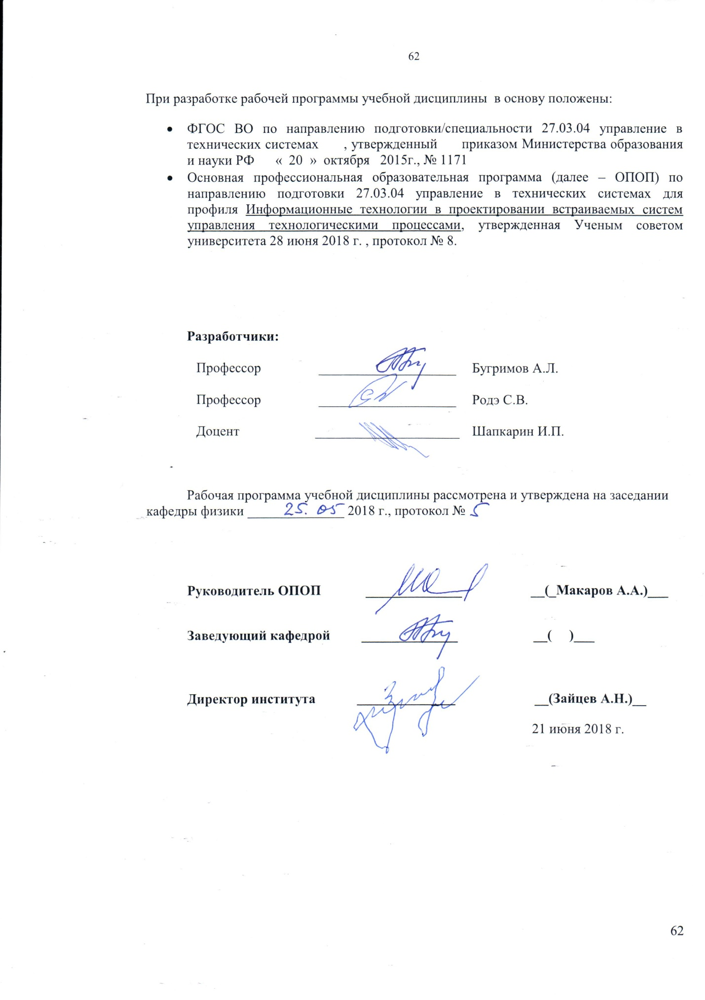 62
При разработке рабочей программы учебной дисциплины в основу положены:
• ФГОС ВО по направлению подготовки/специальности 27.03.04 управление в
технических системах , утвержденный приказом Министерства образования
и науки РФ « 20 » октября 2015г., № 1171
• Основная профессиональная образовательная программа (далее – ОПОП) по
направлению подготовки 27.03.04 управление в технических системах для
профиля Информационные технологии в проектировании встраиваемых систем
управления технологическими процессами, утвержденная Ученым советом
университета 28 июня 2018 г. , протокол № 8.
Разработчики:
Профессор ____________________ Бугримов А.Л.
Профессор ____________________ Родэ С.В.
Доцент _____________________ Шапкарин И.П.
Рабочая программа учебной дисциплины рассмотрена и утверждена на заседании
кафедры физики 25. 05 2018 г., протокол № 5
Руководитель ОПОП ______________ __(_Макаров А.А.)___
Заведующий кафедрой ______________ __( )___
Директор института ______________ __(Зайцев А.Н.)__
21 июня 2018 г.
62